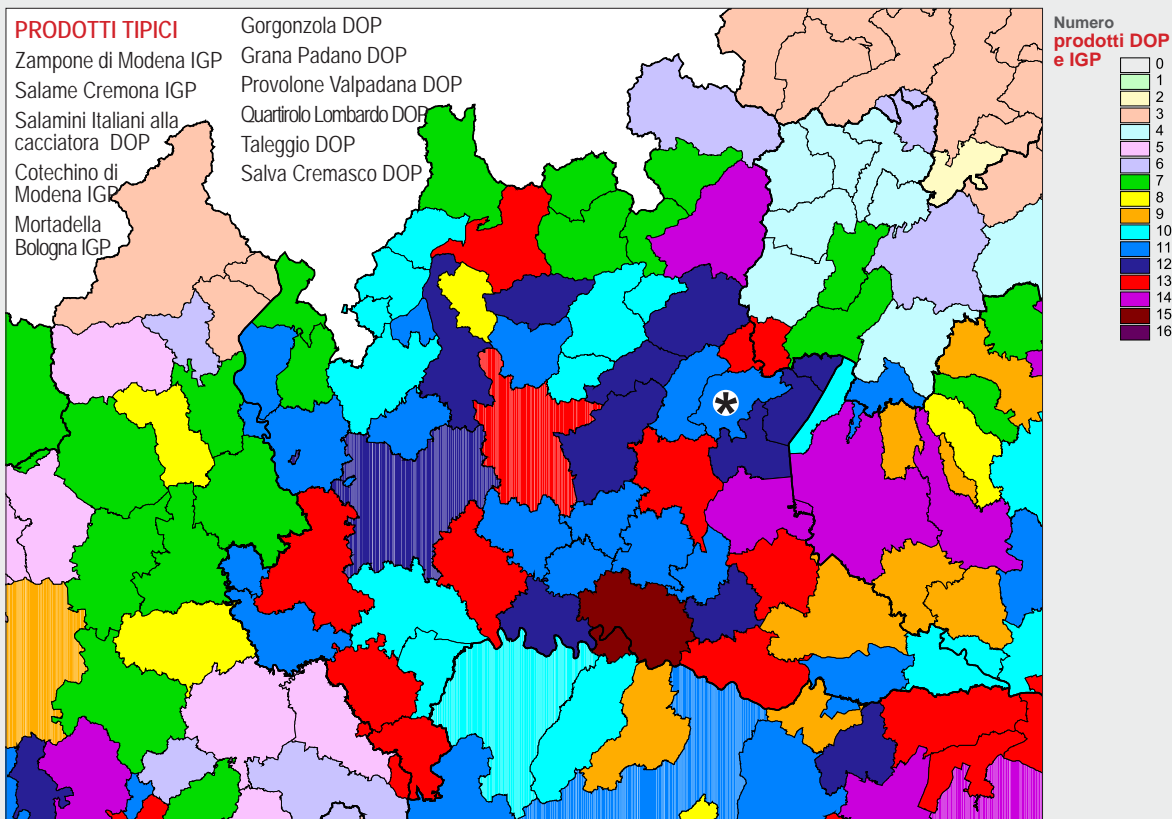 PRODOTTI TIPICI
Zampone di Modena IGP
Salame Cremona IGP
Salamini Italiani alla
cacciatora DOP
Cotechino di
Modena IGP
Mortadella
Bologna IGP
Gorgonzola DOP
Grana Padano DOP
Provolone Valpadana DOP
Quartirolo Lombardo DOP
Taleggio DOP
Salva Cremasco DOP
*
Numero
prodotti DOP
e IGP
0
1
2
3
4
5
6
7
8
9
10
11
12
13
14
15
16